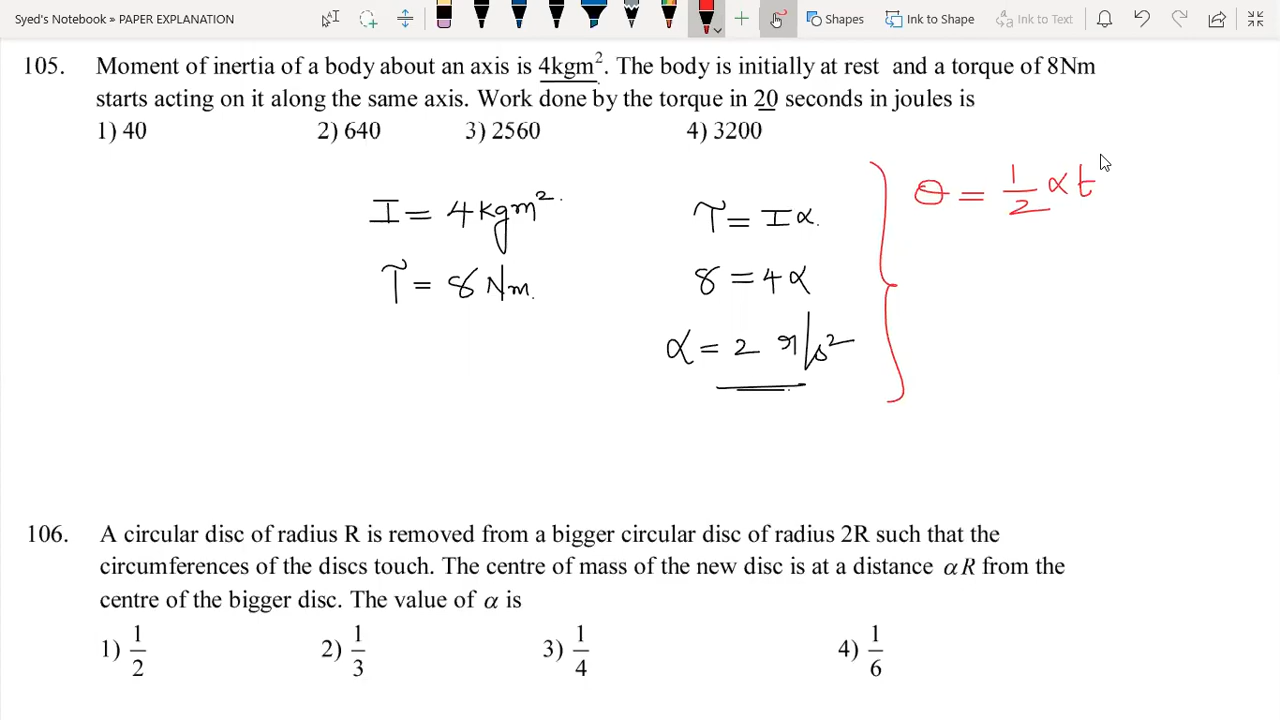 Syed's Notebook » PAPER EXPLANATION
Shapes
Ink to Shape
Ink to Text
105. Moment of inertia of a body about an axis is 4kgm². The body is initially at rest and a torque of 8Nm
starts acting on it along the same axis. Work done by the torque in 20 seconds in joules is
1) 40 2) 640 3) 2560 4) 3200
I = 4kgm².
τ = 8 Nm.
τ = Iα.
8 = 4α
α = 2 r/s²
θ = 1/2 αt
106. A circular disc of radius R is removed from a bigger circular disc of radius 2R such that the
circumferences of the discs touch. The centre of mass of the new disc is at a distance αR from the
centre of the bigger disc. The value of α is
1) 1/2 2) 1/3 3) 1/4 4) 1/6